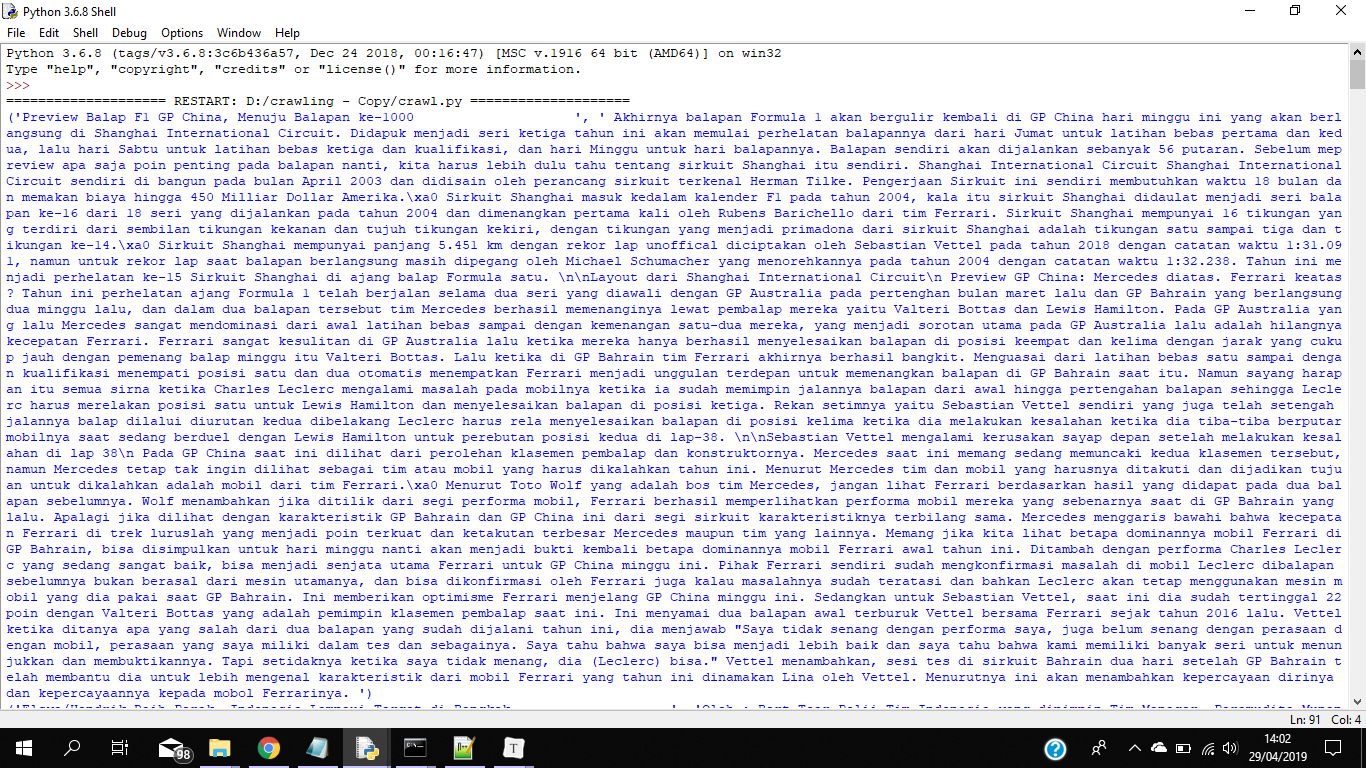 Python 3.6.8 Shell
File Edit Shell Debug Options Window Help
Python 3.6.8 (tags/v3.6.8:3c6b436a57, Dec 24 2018, 00:16:47) [MSC v.1916 64 bit (AMD64)] on win32
Type "help", "copyright", "credits" or "license()" for more information.
>>>
==================== RESTART: D:/crawling - Copy/crawl.py ====================
('Preview Balap F1 GP China, Menuju Balapan ke-1000                    ', ' Akhirnya balapan Formula 1 akan bergulir kembali di GP China hari minggu ini yang akan berl
angsung di Shanghai International Circuit. Didapuk menjadi seri ketiga tahun ini akan memulai perhelatan balapannya dari hari Jumat untuk latihan bebas pertama dan ked
ua, lalu hari Sabtu untuk latihan bebas ketiga dan kualifikasi, dan hari Minggu untuk hari balapannya. Balapan sendiri akan dijalankan sebanyak 56 putaran. Sebelum mep
review apa saja poin penting pada balapan nanti, kita harus lebih dulu tahu tentang sirkuit Shanghai itu sendiri. Shanghai International Circuit Shanghai International
Circuit sendiri di bangun pada bulan April 2003 dan didisain oleh perancang sirkuit terkenal Herman Tilke. Pengerjaan Sirkuit ini sendiri membutuhkan waktu 18 bulan da
n memakan biaya hingga 450 Milliar Dollar Amerika.\xa0 Sirkuit Shanghai masuk kedalam kalender F1 pada tahun 2004, kala itu sirkuit Shanghai didaulat menjadi seri bala
pan ke-16 dari 18 seri yang dijalankan pada tahun 2004 dan dimenangkan pertama kali oleh Rubens Barichello dari tim Ferrari. Sirkuit Shanghai mempunyai 16 tikungan yan
g terdiri dari sembilan tikungan kekanan dan tujuh tikungan kekiri, dengan tikungan yang menjadi primadona dari sirkuit Shanghai adalah tikungan satu sampai tiga dan t
ikungan ke-14.\xa0 Sirkuit Shanghai mempunyai panjang 5.451 km dengan rekor lap unoffical diciptakan oleh Sebastian Vettel pada tahun 2018 dengan catatan waktu 1:31.09
1, namun untuk rekor lap saat balapan berlangsung masih dipegang oleh Michael Schumacher yang menorehkannya pada tahun 2004 dengan catatan waktu 1:32.238. Tahun ini me
njadi perhelatan ke-15 Sirkuit Shanghai di ajang balap Formula satu. \n\nLayout dari Shanghai International Circuit\n Preview GP China: Mercedes diatas. Ferrari keatas
? Tahun ini perhelatan ajang Formula 1 telah berjalan selama dua seri yang diawali dengan GP Australia pada pertenghan bulan maret lalu dan GP Bahrain yang berlangsung
dua minggu lalu, dan dalam dua balapan tersebut tim Mercedes berhasil memenanginya lewat pembalap mereka yaitu Valteri Bottas dan Lewis Hamilton. Pada GP Australia yan
g lalu Mercedes sangat mendominasi dari awal latihan bebas sampai dengan kemenangan satu-dua mereka, yang menjadi sorotan utama pada GP Australia lalu adalah hilangnya
kecepatan Ferrari. Ferrari sangat kesulitan di GP Australia lalu ketika mereka hanya berhasil menyelesaikan balapan di posisi keempat dan kelima dengan jarak yang cuku
p jauh dengan pemenang balap minggu itu Valteri Bottas. Lalu ketika di GP Bahrain tim Ferrari akhirnya berhasil bangkit. Menguasai dari latihan bebas satu sampai denga
n kualifikasi menempati posisi satu dan dua otomatis menempatkan Ferrari menjadi unggulan terdepan untuk memenangkan balapan di GP Bahrain saat itu. Namun sayang harap
an itu semua sirna ketika Charles Leclerc mengalami masalah pada mobilnya ketika ia sudah memimpin jalannya balapan dari awal hingga pertengahan balapan sehingga Lecle
rc harus merelakan posisi satu untuk Lewis Hamilton dan menyelesaikan balapan di posisi ketiga. Rekan setimnya yaitu Sebastian Vettel sendiri yang juga telah setengah
jalannya balap dilalui diurutan kedua dibelakang Leclerc harus rela menyelesaikan balapan di posisi kelima ketika dia melakukan kesalahan ketika dia tiba-tiba berputar
mobilnya saat sedang berduel dengan Lewis Hamilton untuk perebutan posisi kedua di lap-38. \n\nSebastian Vettel mengalami kerusakan sayap depan setelah melakukan kesal
ahan di lap 38\n Pada GP China saat ini dilihat dari perolehan klasemen pembalap dan konstruktornya. Mercedes saat ini memang sedang memuncaki kedua klasemen tersebut,
namun Mercedes tetap tak ingin dilihat sebagai tim atau mobil yang harus dikalahkan tahun ini. Menurut Mercedes tim dan mobil yang harusnya ditakuti dan dijadikan tuju
an untuk dikalahkan adalah mobil dari tim Ferrari.\xa0 Menurut Toto Wolf yang adalah bos tim Mercedes, jangan lihat Ferrari berdasarkan hasil yang didapat pada dua bal
apan sebelumnya. Wolf menambahkan jika ditilik dari segi performa mobil, Ferrari berhasil memperlihatkan performa mobil mereka yang sebenarnya saat di GP Bahrain yang
lalu. Apalagi jika dilihat dengan karakteristik GP Bahrain dan GP China ini dari segi sirkuit karakteristiknya terbilang sama. Mercedes menggaris bawahi bahwa kecepata
n Ferrari di trek luruslah yang menjadi poin terkuat dan ketakutan terbesar Mercedes maupun tim yang lainnya. Memang jika kita lihat betapa dominannya mobil Ferrari di
GP Bahrain, bisa disimpulkan untuk hari minggu nanti akan menjadi bukti kembali betapa dominannya mobil Ferrari awal tahun ini. Ditambah dengan performa Charles Lecler
c yang sedang sangat baik, bisa menjadi senjata utama Ferrari untuk GP China minggu ini. Pihak Ferrari sendiri sudah mengkonfirmasi masalah di mobil Leclerc dibalapan
sebelumnya bukan berasal dari mesin utamanya, dan bisa dikonfirmasi oleh Ferrari juga kalau masalahnya sudah teratasi dan bahkan Leclerc akan tetap menggunakan mesin m
obil yang dia pakai saat GP Bahrain. Ini memberikan optimisme Ferrari menjelang GP China minggu ini. Sedangkan untuk Sebastian Vettel, saat ini dia sudah tertinggal 22
poin dengan Valteri Bottas yang adalah pemimpin klasemen pembalap saat ini. Ini menyamai dua balapan awal terburuk Vettel bersama Ferrari sejak tahun 2016 lalu. Vettel
ketika ditanya apa yang salah dari dua balapan yang sudah dijalani tahun ini, dia menjawab "Saya tidak senang dengan performa saya, juga belum senang dengan perasaan d
engan mobil, perasaan yang saya miliki dalam tes dan sebagainya. Saya tahu bahwa saya bisa menjadi lebih baik dan saya tahu bahwa kami memiliki banyak seri untuk menun
jukkan dan membuktikannya. Tapi setidaknya ketika saya tidak menang, dia (Leclerc) bisa." Vettel menambahkan, sesi tes di sirkuit Bahrain dua hari setelah GP Bahrain t
elah membantu dia untuk lebih mengenal karakteristik dari mobil Ferrari yang tahun ini dinamakan Lina oleh Vettel. Menurutnya ini akan menambahkan kepercayaan dirinya
dan kepercayaannya kepada mobol Ferrarinya. ')
Ln: 91 Col: 4
98
T
14:02
29/04/2019